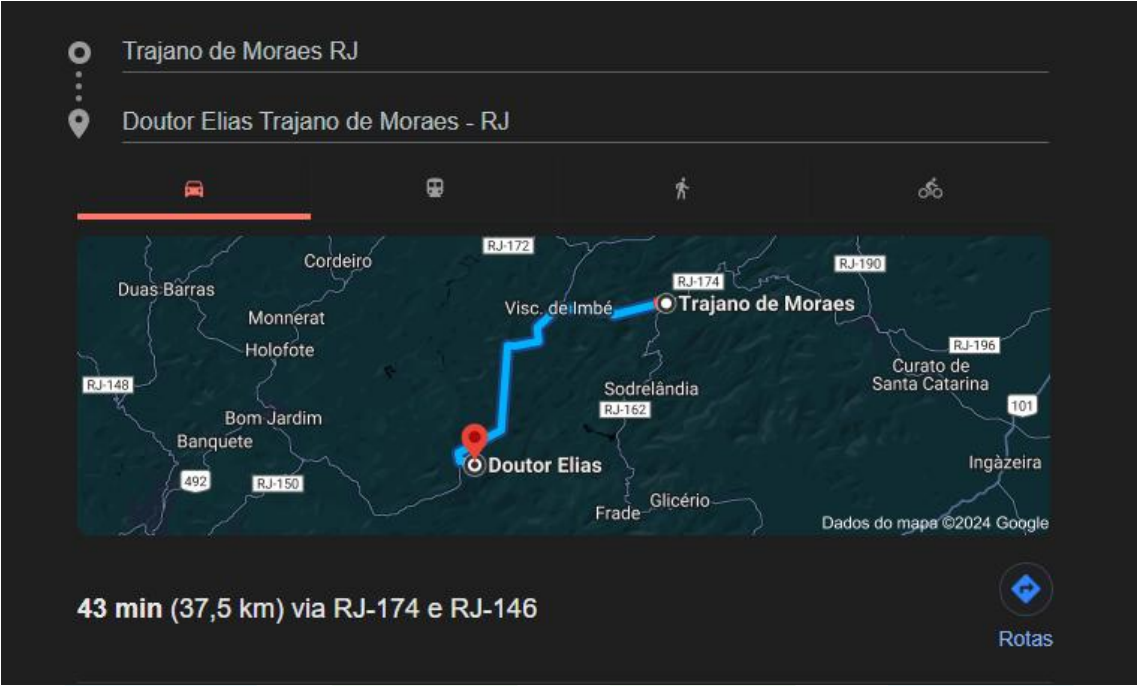 Trajano de Moraes RJ
Doutor Elias Trajano de Moraes - RJ
RJ-172
Cordeiro
RJ-190
RJ-174
Duas Barras
Trajano de Moraes
Visc. de Imbé
Monnerat
RJ-196
Holofote
Curato de
Santa Catarina
RJ-148
Sodrelândia
101
RJ-162
Bom Jardim
Banquete
Doutor Elias
Ingàzeira
492
RJ-150
Glicério
Frade
Dados do mapa ©2024 Google
43 min (37,5 km) via RJ-174 e RJ-146
Rotas